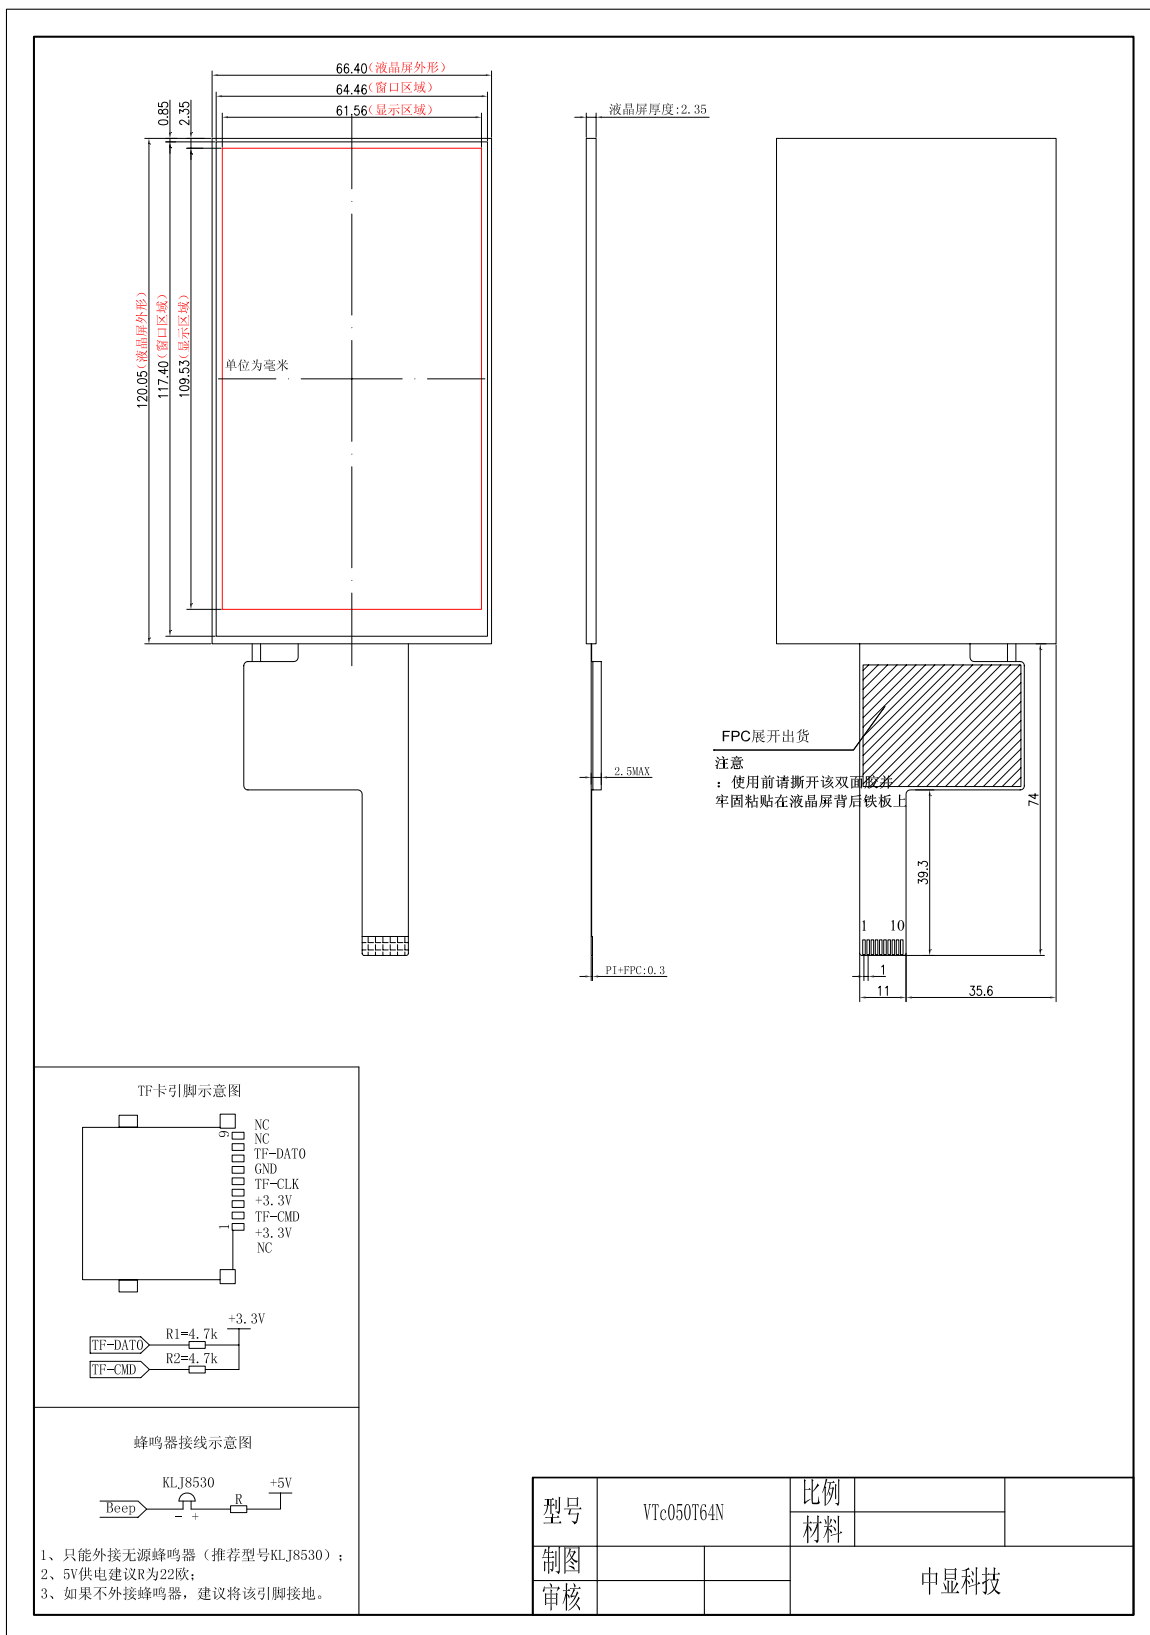 66.40(液晶屏外形)
64.46(窗口区域)
61.56(显示区域)
0.85
2.35
液晶屏厚度:2.35
120.05(液晶屏外形)
117.40(窗口区域)
109.53(显示区域)
单位为毫米
FPC展开出货
注意
：使用前请撕开该双面胶并
牢固粘贴在液晶屏背后铁板上
2.5MAX
74
39.3
1 10
PI+FPC:0.3
1
11
35.6
TF卡引脚示意图
9
NC
NC
TF-DAT0
GND
TF-CLK
+3.3V
TF-CMD
1
+3.3V
NC
+3.3V
TF-DAT0 R1=4.7k
TF-CMD R2=4.7k
蜂鸣器接线示意图
KLJ8530
+5V
Beep
R
- +
1、只能外接无源蜂鸣器（推荐型号KLJ8530）；
2、5V供电建议R为22欧;
3、如果不外接蜂鸣器，建议将该引脚接地。
型号 VTc050T64N 比例
材料
制图
审核
中显科技